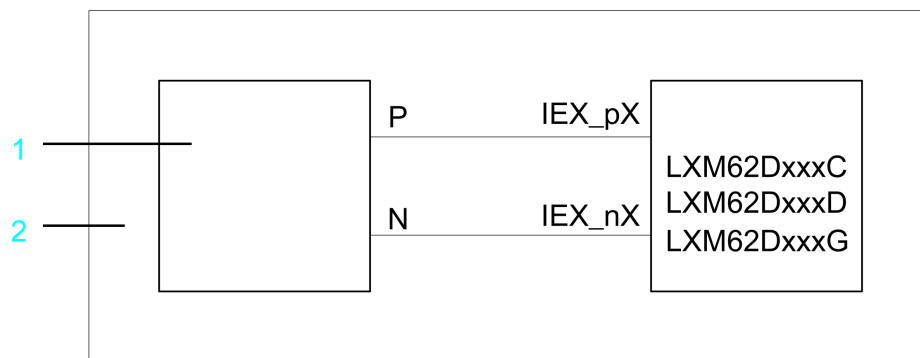 P
IEX_pX
1
LXM62DxxxC
LXM62DxxxD
2
N
IEX_nX
LXM62DxxxG